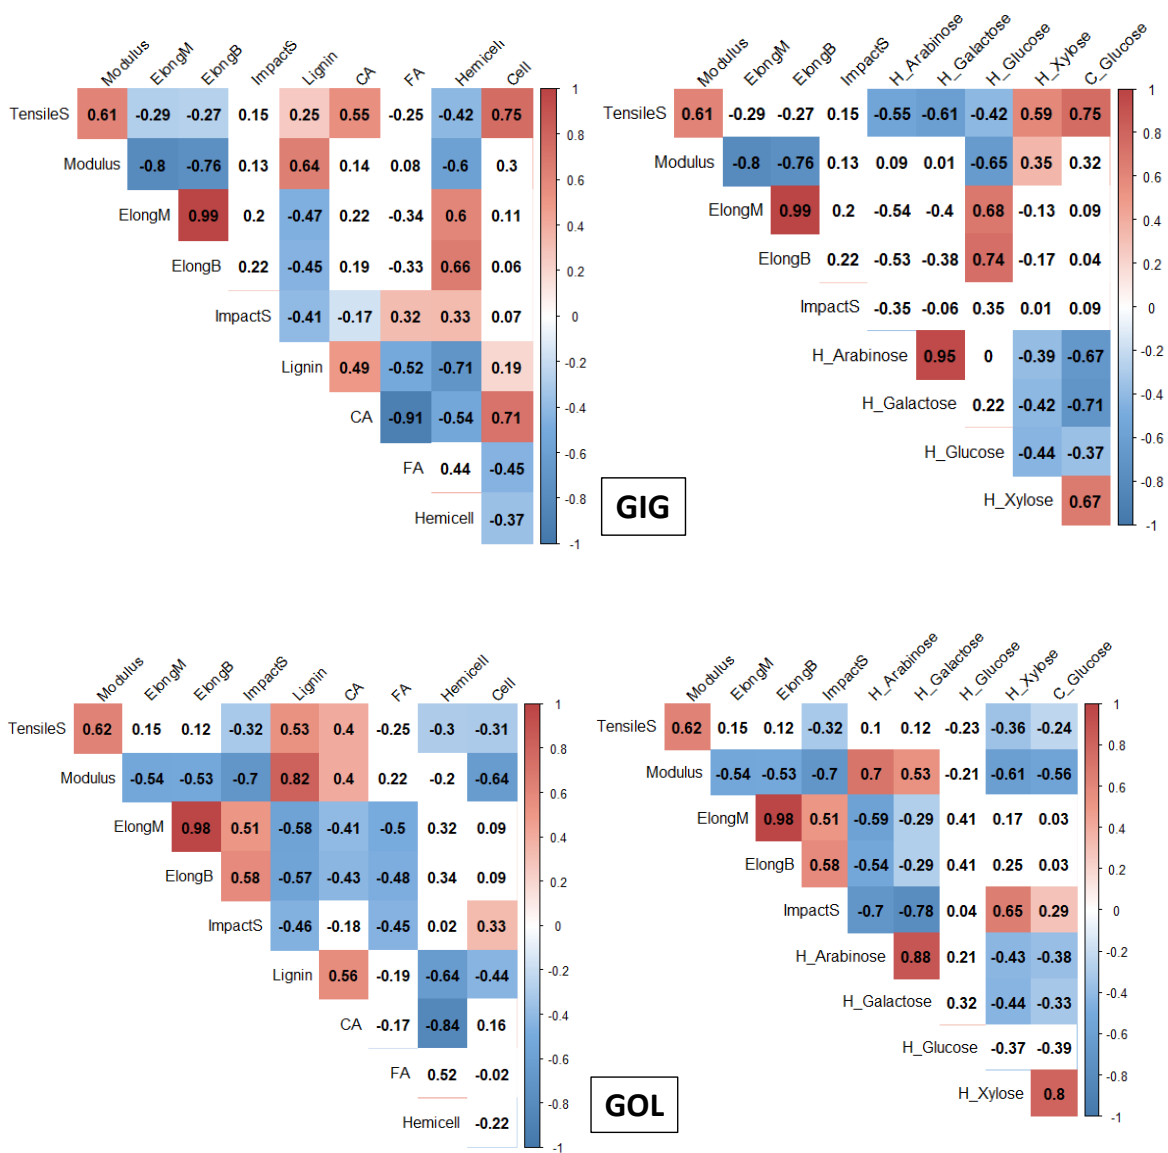 Modulus ElongM ElongB ImpactS Lignin CA FA Hemicell Cell
TensileS 0.61 -0.29 -0.27 0.15 0.25 0.55 -0.25 -0.42 0.75
Modulus -0.8 -0.76 0.13 0.64 0.14 0.08 -0.6 0.3
ElongM 0.99 0.2 -0.47 0.22 -0.34 0.6 0.11
ElongB 0.22 -0.45 0.19 -0.33 0.66 0.06
ImpactS -0.41 -0.17 0.32 0.33 0.07
Lignin 0.49 -0.52 -0.71 0.19
CA -0.91 -0.54 0.71
FA 0.44 -0.45
Hemicell -0.37
1
0.8
0.6
0.4
0.2
0
-0.2
-0.4
-0.6
-0.8
-1
Modulus ElongM ElongB ImpactS H_Arabinose H_Galactose H_Glucose H_Xylose C_Glucose
TensileS 0.61 -0.29 -0.27 0.15 -0.55 -0.61 -0.42 0.59 0.75
Modulus -0.8 -0.76 0.13 0.09 0.01 -0.65 0.35 0.32
ElongM 0.99 0.2 -0.54 -0.4 0.68 -0.13 0.09
ElongB 0.22 -0.53 -0.38 0.74 -0.17 0.04
ImpactS -0.35 -0.06 0.35 0.01 0.09
H_Arabinose 0.95 0 -0.39 -0.67
H_Galactose 0.22 -0.42 -0.71
H_Glucose -0.44 -0.37
H_Xylose 0.67
1
0.8
0.6
0.4
0.2
0
-0.2
-0.4
-0.6
-0.8
-1
GIG
Modulus ElongM ElongB ImpactS Lignin CA FA Hemicell Cell
TensileS 0.62 0.15 0.12 -0.32 0.53 0.4 -0.25 -0.3 -0.31
Modulus -0.54 -0.53 -0.7 0.82 0.4 0.22 -0.2 -0.64
ElongM 0.98 0.51 -0.58 -0.41 -0.5 0.32 0.09
ElongB 0.58 -0.57 -0.43 -0.48 0.34 0.09
ImpactS -0.46 -0.18 -0.45 0.02 0.33
Lignin 0.56 -0.19 -0.64 -0.44
CA -0.17 -0.84 0.16
FA 0.52 -0.02
Hemicell -0.22
1
0.8
0.6
0.4
0.2
0
-0.2
-0.4
-0.6
-0.8
-1
Modulus ElongM ElongB ImpactS H_Arabinose H_Galactose H_Glucose H_Xylose C_Glucose
TensileS 0.62 0.15 0.12 -0.32 0.1 0.12 -0.23 -0.36 -0.24
Modulus -0.54 -0.53 -0.7 0.7 0.53 -0.21 -0.61 -0.56
ElongM 0.98 0.51 -0.59 -0.29 0.41 0.17 0.03
ElongB 0.58 -0.54 -0.29 0.41 0.25 0.03
ImpactS -0.7 -0.78 0.04 0.65 0.29
H_Arabinose 0.88 0.21 -0.43 -0.38
H_Galactose 0.32 -0.44 -0.33
H_Glucose -0.37 -0.39
H_Xylose 0.8
1
0.8
0.6
0.4
0.2
0
-0.2
-0.4
-0.6
-0.8
-1
GOL